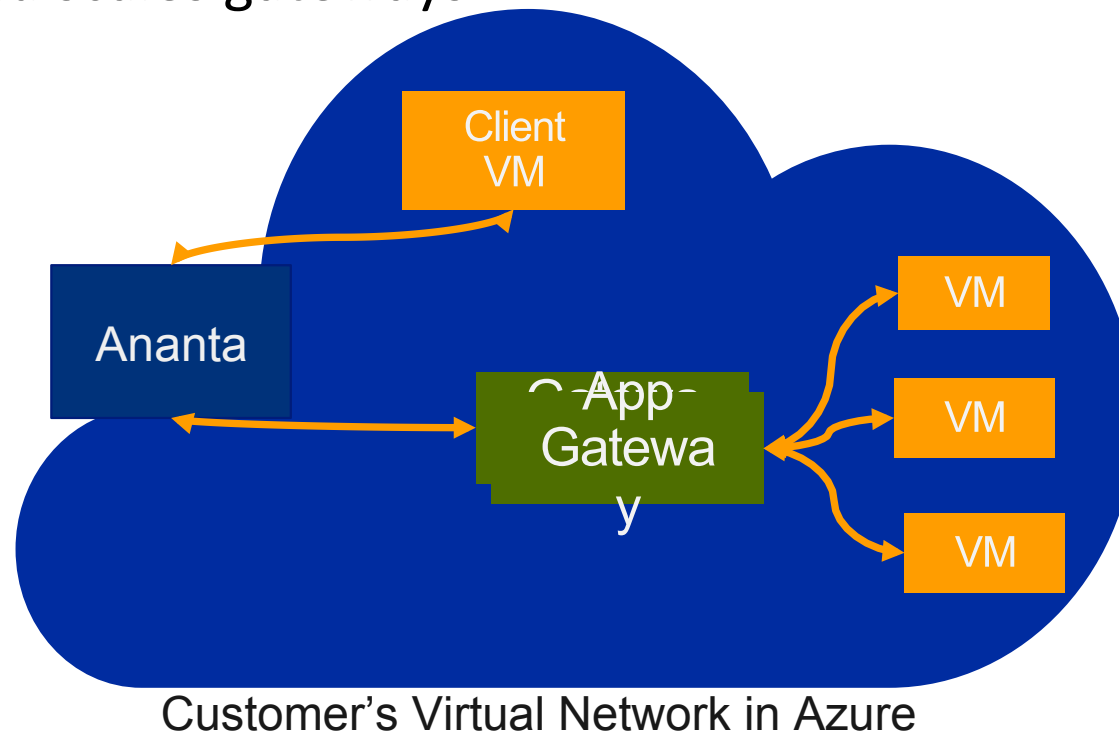 Client
VM
Ananta
VM
App
Gatewa
y
VM
VM
Customer’s Virtual Network in Azure